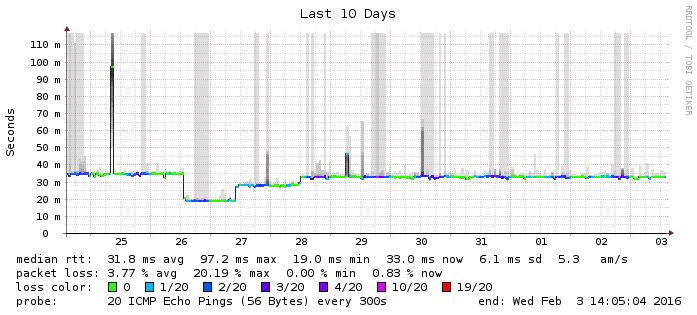 Last 10 Days
RRDTOOL / TOBI OETIKER
Seconds
110 m
100 m
90 m
80 m
70 m
60 m
50 m
40 m
30 m
20 m
10 m
0
25 26 27 28 29 30 31 01 02 03
median rtt: 31.8 ms avg 97.2 ms max 19.0 ms min 33.0 ms now 6.1 ms sd 5.3 am/s
packet loss: 3.77 % avg 20.19 % max 0.00 % min 0.83 % now
loss color: 0 1/20 2/20 3/20 4/20 10/20 19/20
probe: 20 ICMP Echo Pings (56 Bytes) every 300s end: Wed Feb 3 14:05:04 2016